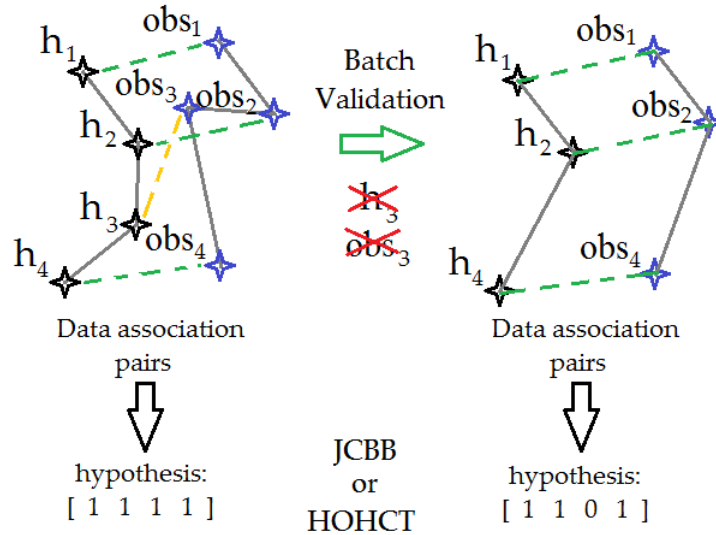 obs1
h1
obs3
obs2
h2
h3
obs4
h4
Data association
pairs
hypothesis:
[ 1 1 1 1 ]
Batch
Validation
h3
obs3
JCBB
or
HOHCT
obs1
h1
obs2
h2
obs4
h4
Data association
pairs
hypothesis:
[ 1 1 0 1 ]